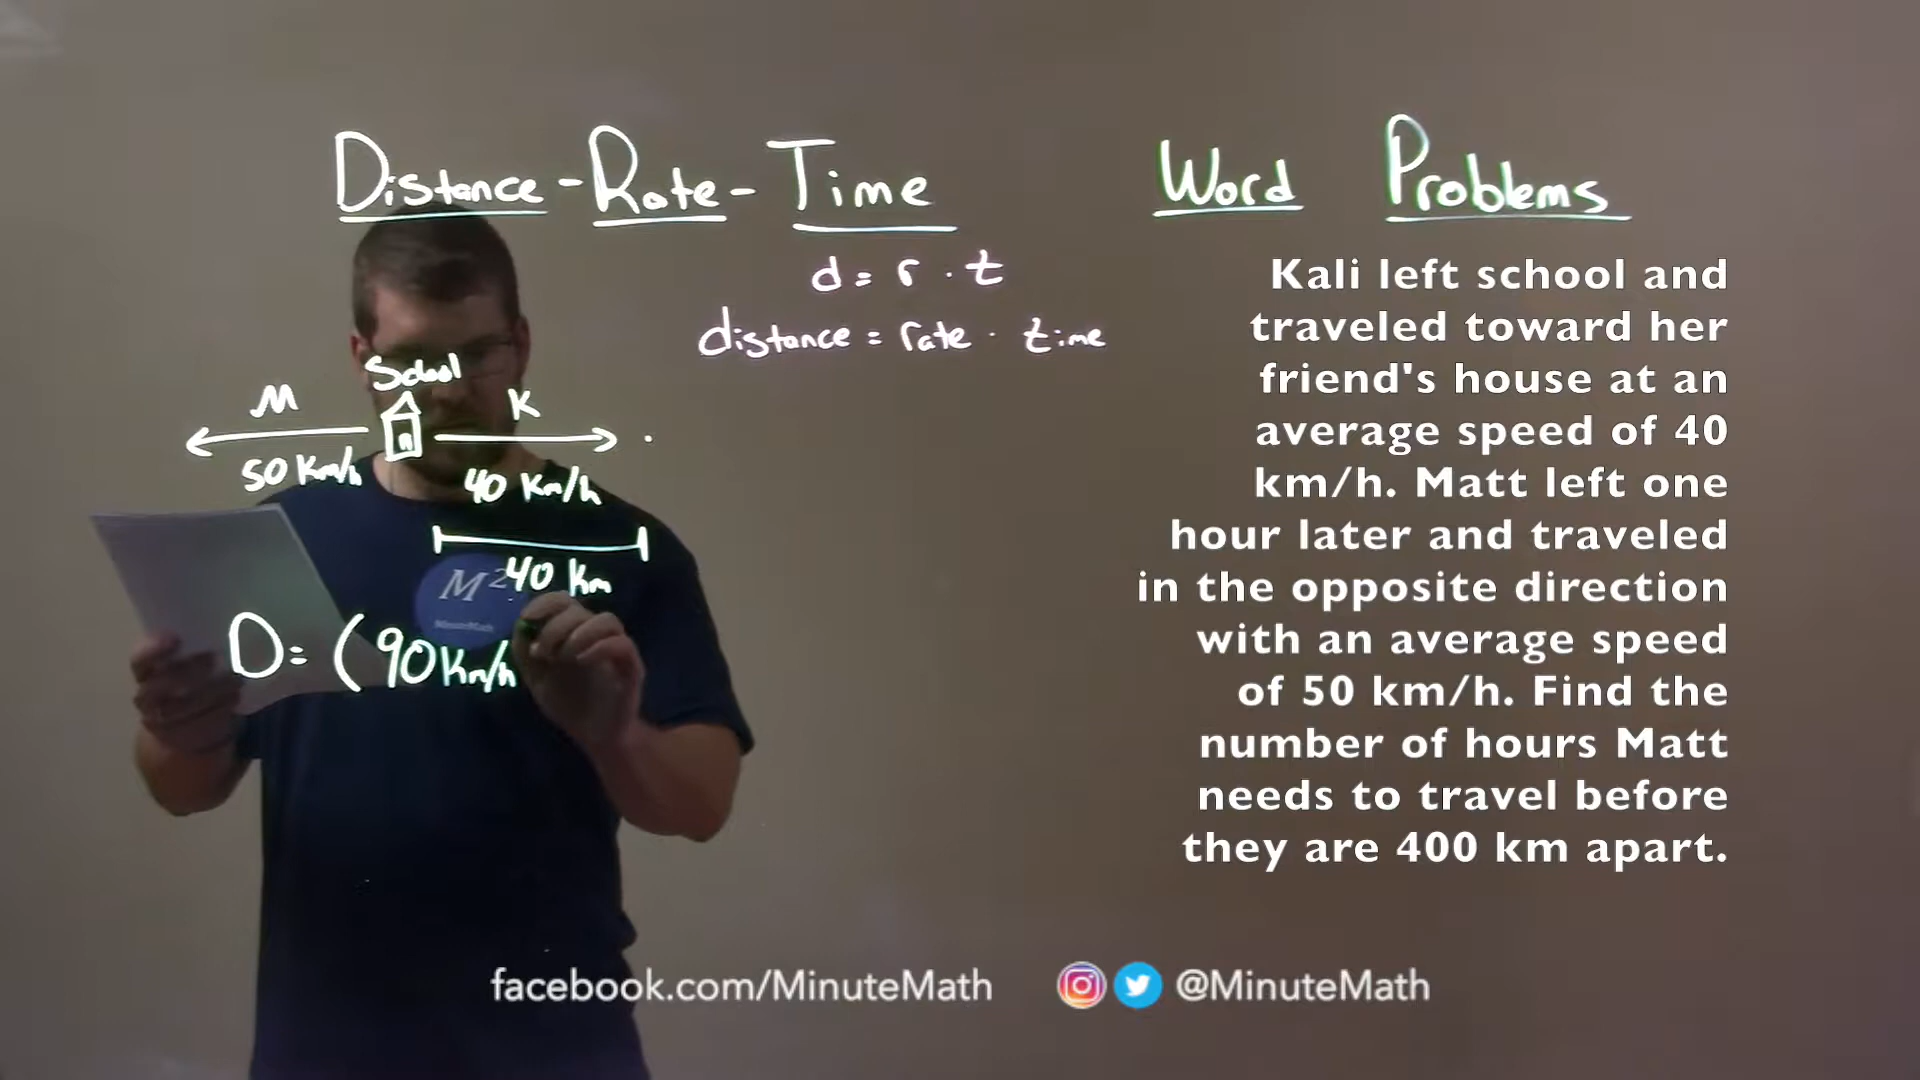 Distance-Rate-Time Word Problems
d = r · t
distance = rate · time
School
M K
50 Km/h 40 Km/h
40 Km
M²
MinuteMath
D= (90 Km/h
Kali left school and
traveled toward her
friend's house at an
average speed of 40
km/h. Matt left one
hour later and traveled
in the opposite direction
with an average speed
of 50 km/h. Find the
number of hours Matt
needs to travel before
they are 400 km apart.
facebook.com/MinuteMath @MinuteMath